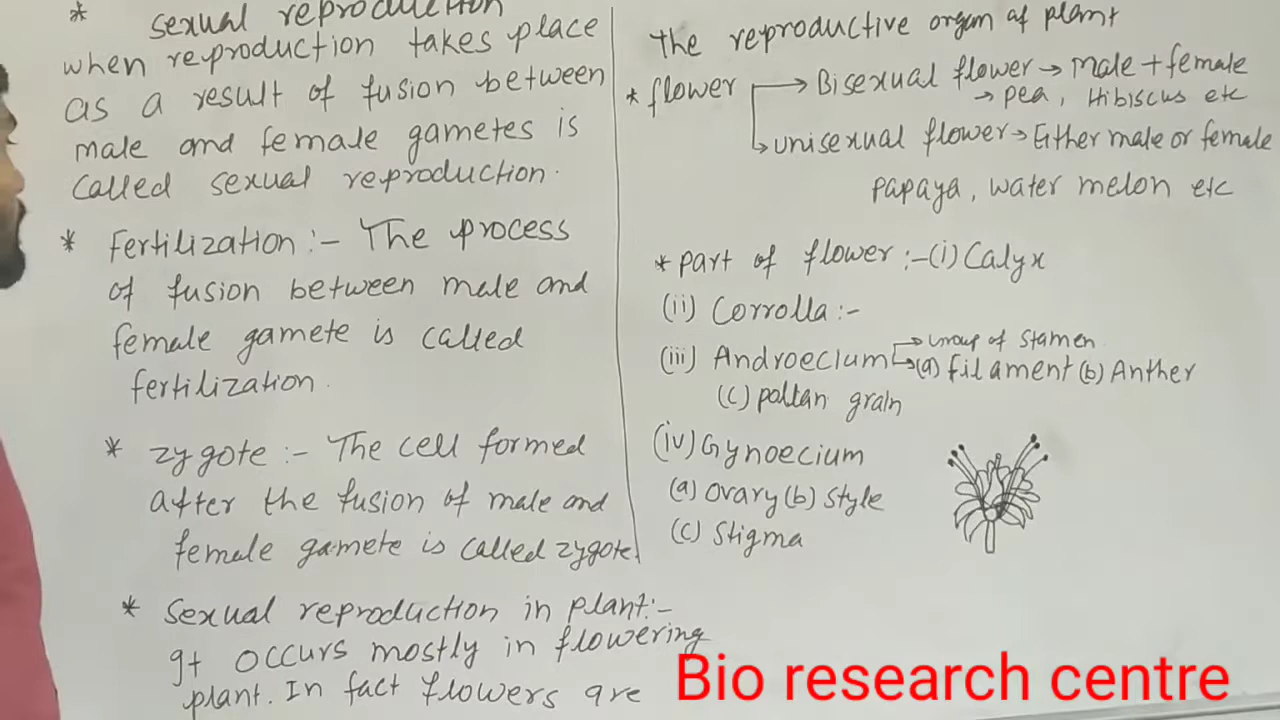 * sexual reproduction
when reproduction takes place
as a result of fusion between
male and female gametes is
called sexual reproduction.
* Fertilization :- The process
of fusion between male and
female gamete is called
fertilization.
* zygote :- The cell formed
after the fusion of male and
female gamete is called zygote.
* Sexual reproduction in plant:-
It occurs mostly in flowering
plant. In fact flowers are
the reproductive organ of plant
* flower → Bisexual flower → male + female
→ pea, Hibiscus etc
↳ unisexual flower → Either male or female
papaya, water melon etc
* part of flower :- (i) Calyx
(ii) Corrolla :-
(iii) Androecium → Group of stamen
→ (a) filament (b) Anther
(c) poltan grain
(iv) Gynoecium
(a) ovary (b) style
(c) Stigma
Bio research centre